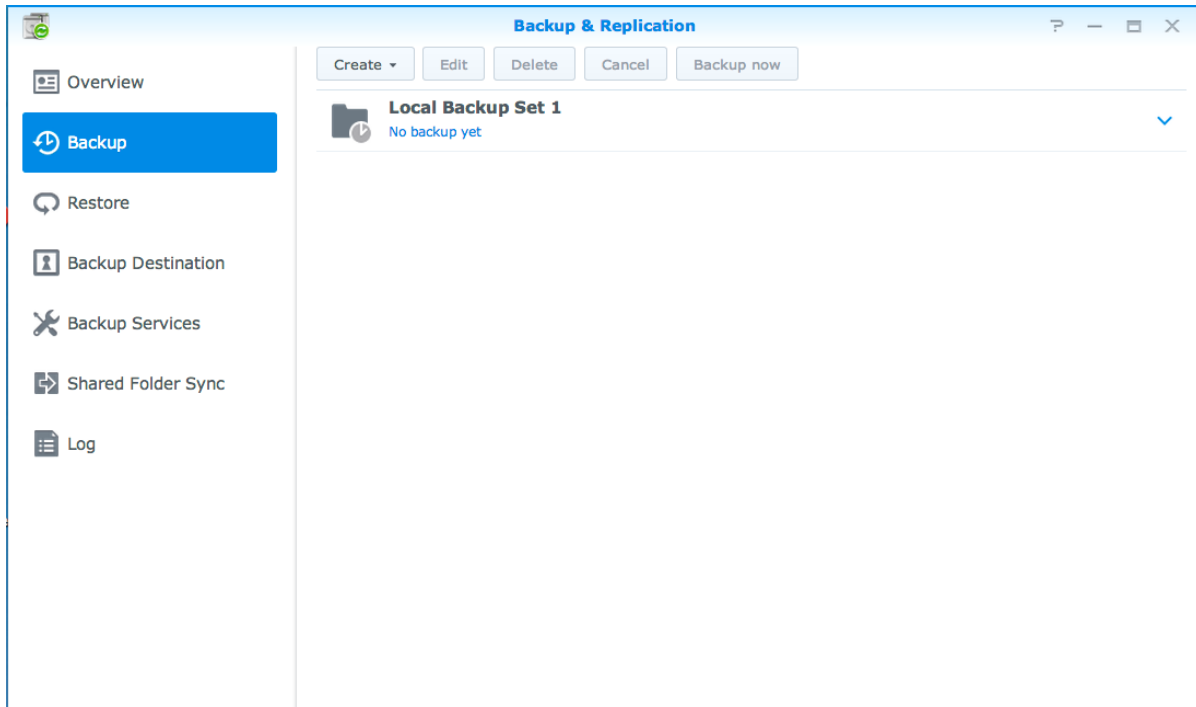 Backup & Replication
Overview
Backup
Restore
Backup Destination
Backup Services
Shared Folder Sync
Log
Create Edit Delete Cancel Backup now
Local Backup Set 1
No backup yet